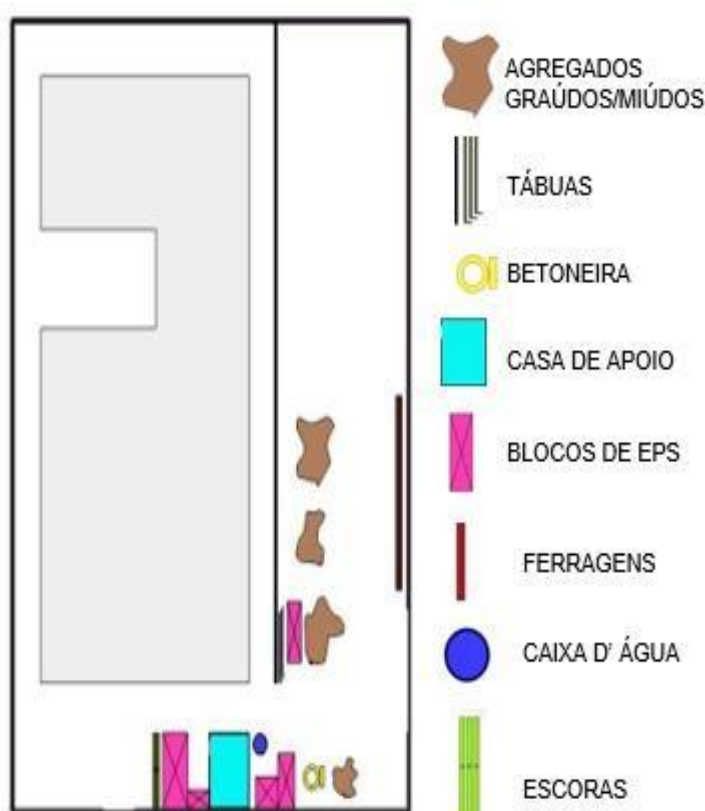 AGREGADOS
GRAÚDOS/MIÚDOS
TÁBUAS
BETONEIRA
CASA DE APOIO
BLOCOS DE EPS
FERRAGENS
CAIXA D' ÁGUA
ESCORAS